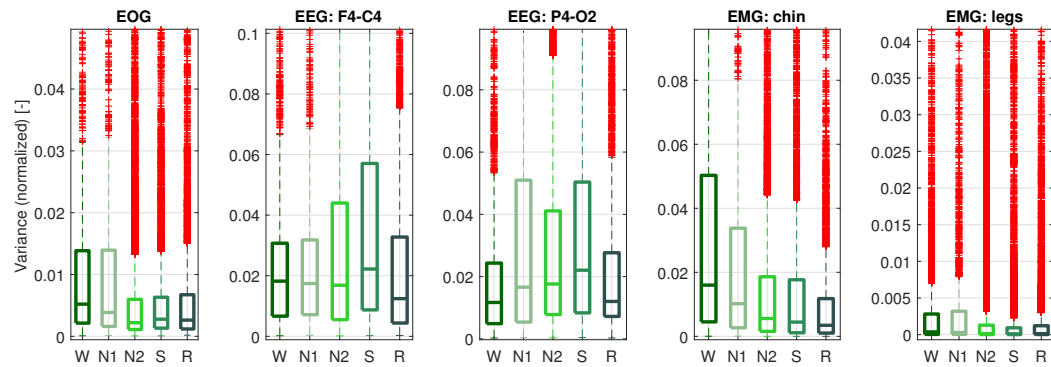 EOG
EEG: F4-C4
EEG: P4-O2
EMG: chin
EMG: legs
Variance (normalized) [-]
0.04
0.03
0.02
0.01
0
W N1 N2 S R
0.1
0.08
0.06
0.04
0.02
0
W N1 N2 S R
0.08
0.06
0.04
0.02
0
W N1 N2 S R
0.08
0.06
0.04
0.02
0
W N1 N2 S R
0.04
0.035
0.03
0.025
0.02
0.015
0.01
0.005
0
W N1 N2 S R